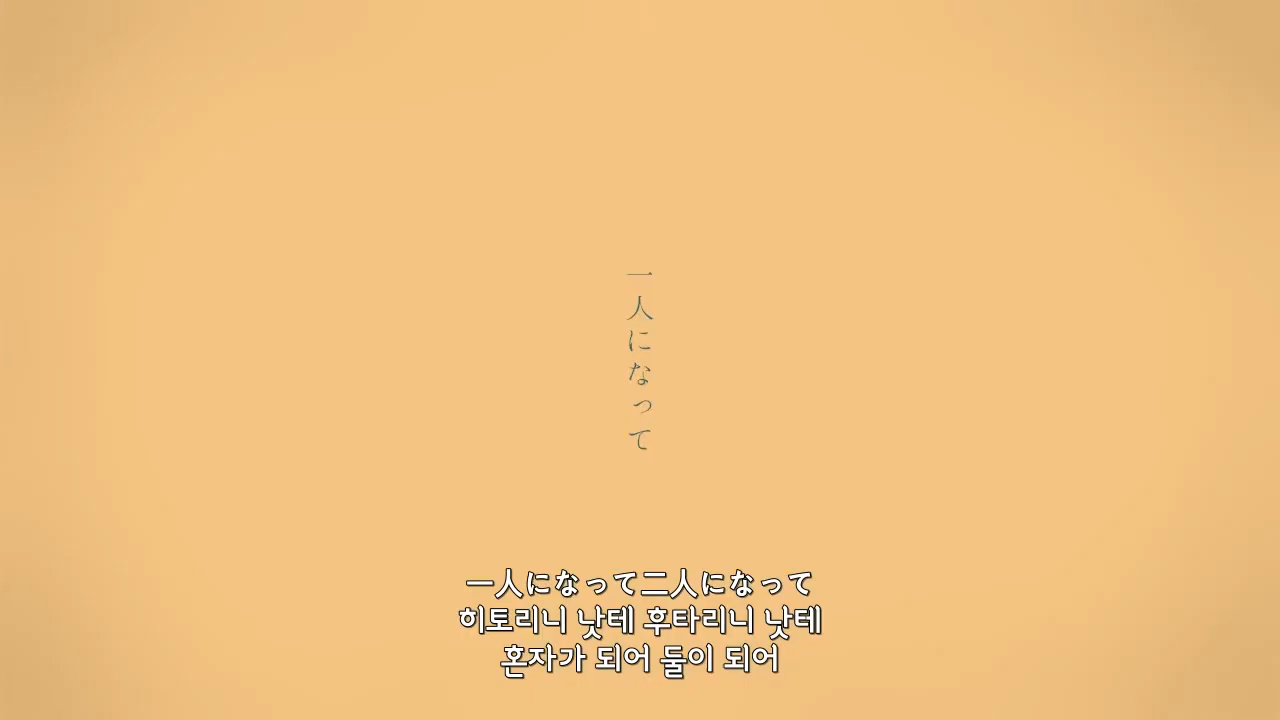 一人になって
一人になって二人になって
히토리니 낫테 후타리니 낫테
혼자가 되어 둘이 되어